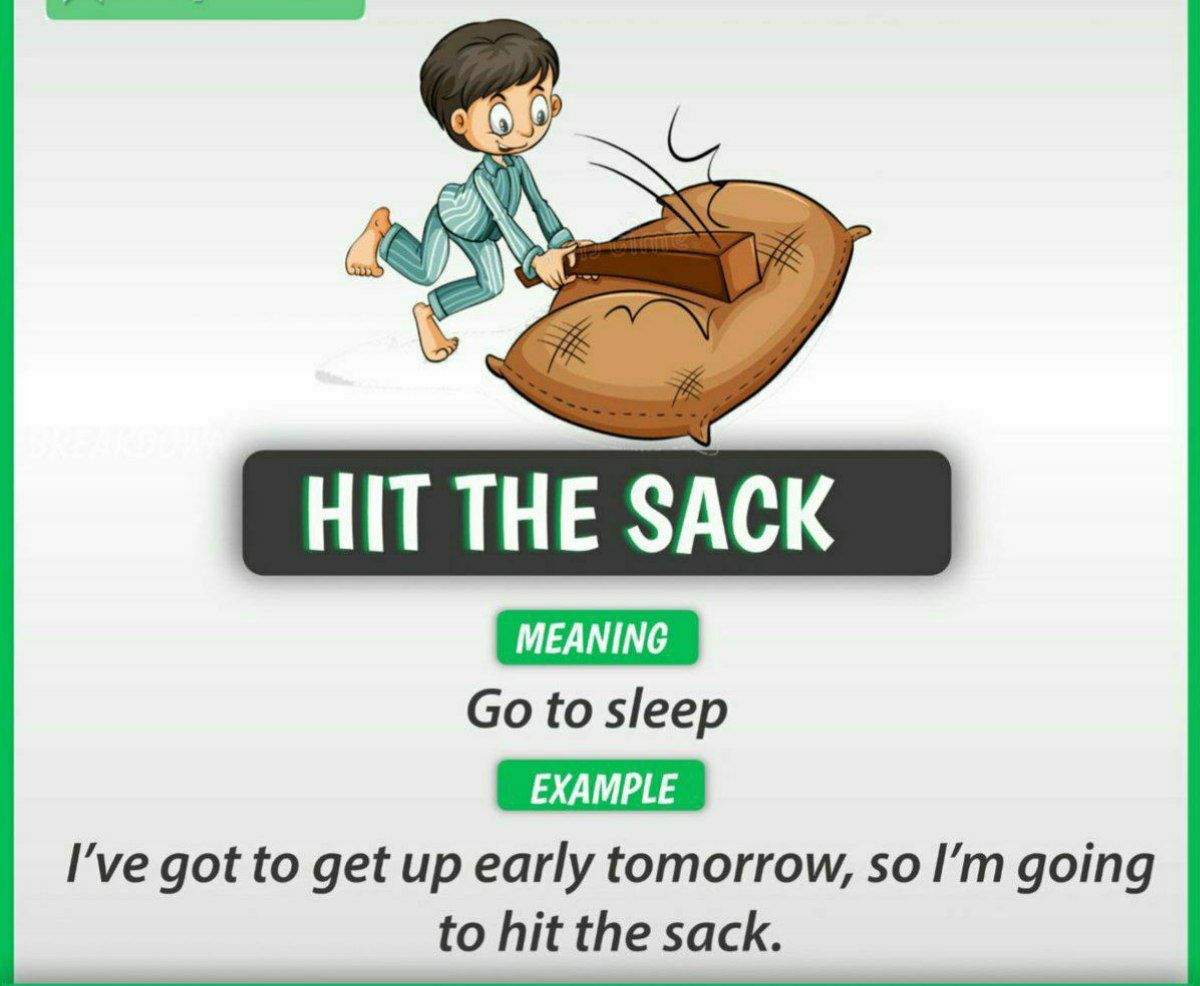 HIT THE SACK
MEANING
Go to sleep
EXAMPLE
I've got to get up early tomorrow, so I'm going
to hit the sack.